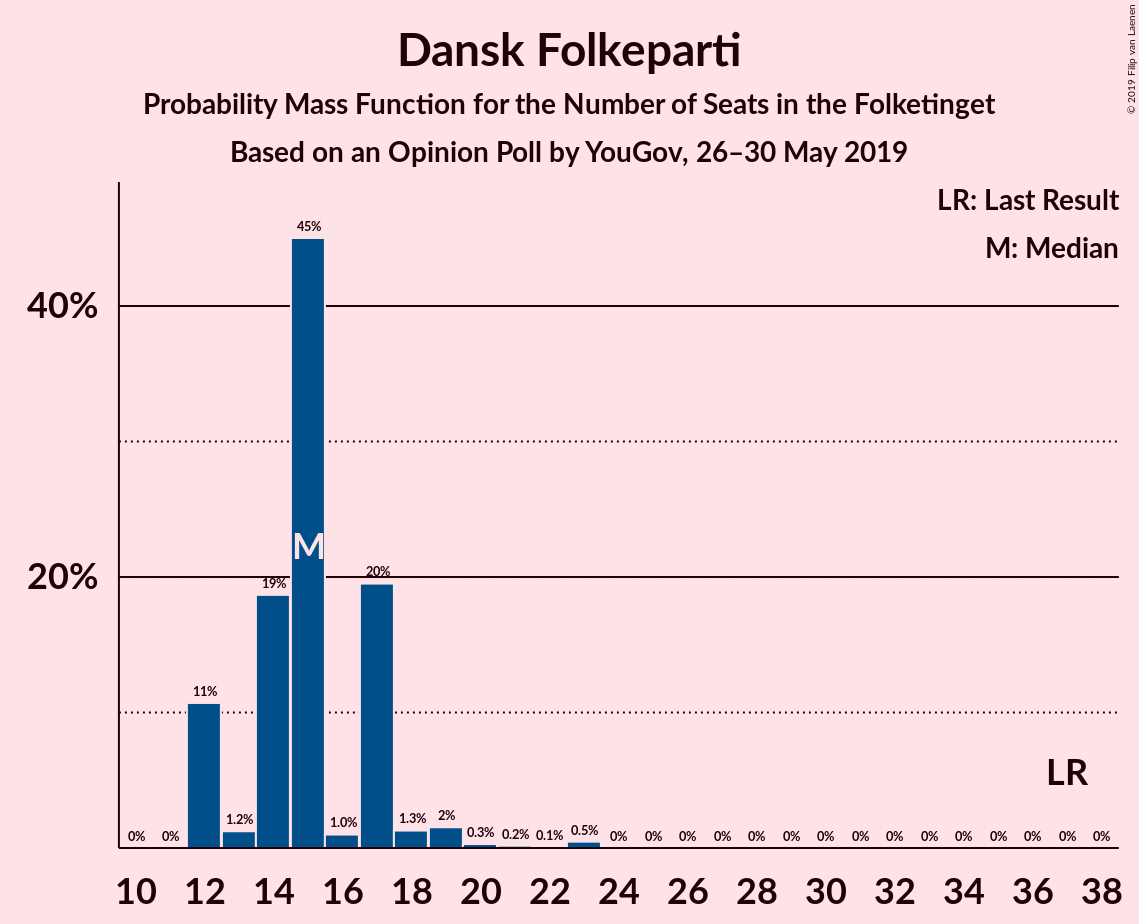 Dansk Folkeparti
Probability Mass Function for the Number of Seats in the Folketinget
Based on an Opinion Poll by YouGov, 26–30 May 2019
© 2019 Filip van Laenen
LR: Last Result
M: Median
45%
40%
M
20%
20%
19%
11%
LR
0% 0% 1.2% 1.0% 1.3% 2% 0.3% 0.2% 0.1% 0.5% 0% 0% 0% 0% 0% 0% 0% 0% 0% 0% 0% 0% 0% 0% 0%
10 12 14 16 18 20 22 24 26 28 30 32 34 36 38